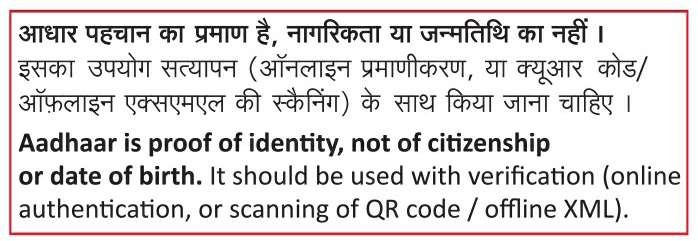 आधार पहचान का प्रमाण है, नागरिकता या जन्मतिथि का नहीं ।
इसका उपयोग सत्यापन (ऑनलाइन प्रमाणीकरण, या क्यूआर कोड/
ऑफ़लाइन एक्सएमएल की स्कैनिंग) के साथ किया जाना चाहिए ।
Aadhaar is proof of identity, not of citizenship
or date of birth. It should be used with verification (online
authentication, or scanning of QR code / offline XML).